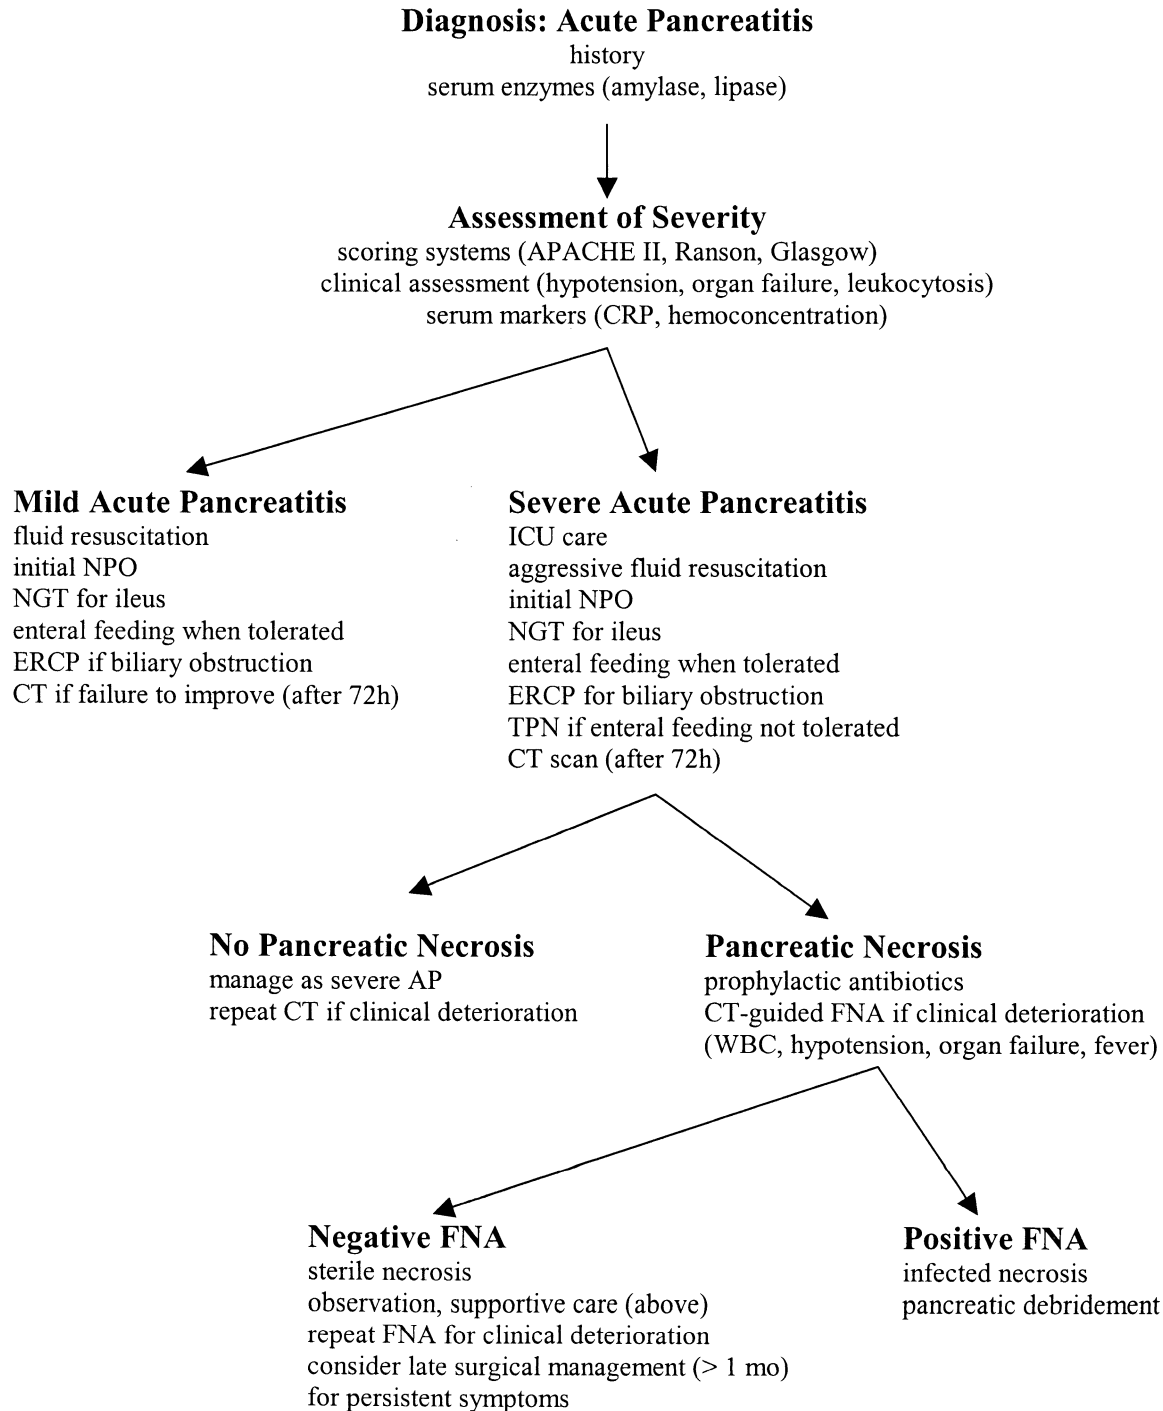 Diagnosis: Acute Pancreatitis
history
serum enzymes (amylase, lipase)
Assessment of Severity
scoring systems (APACHE II, Ranson, Glasgow)
clinical assessment (hypotension, organ failure, leukocytosis)
serum markers (CRP, hemoconcentration)
Mild Acute Pancreatitis
fluid resuscitation
initial NPO
NGT for ileus
enteral feeding when tolerated
ERCP if biliary obstruction
CT if failure to improve (after 72h)
Severe Acute Pancreatitis
ICU care
aggressive fluid resuscitation
initial NPO
NGT for ileus
enteral feeding when tolerated
ERCP for biliary obstruction
TPN if enteral feeding not tolerated
CT scan (after 72h)
No Pancreatic Necrosis
manage as severe AP
repeat CT if clinical deterioration
Pancreatic Necrosis
prophylactic antibiotics
CT-guided FNA if clinical deterioration
(WBC, hypotension, organ failure, fever)
Negative FNA
sterile necrosis
observation, supportive care (above)
repeat FNA for clinical deterioration
consider late surgical management (> 1 mo)
for persistent symptoms
Positive FNA
infected necrosis
pancreatic debridement